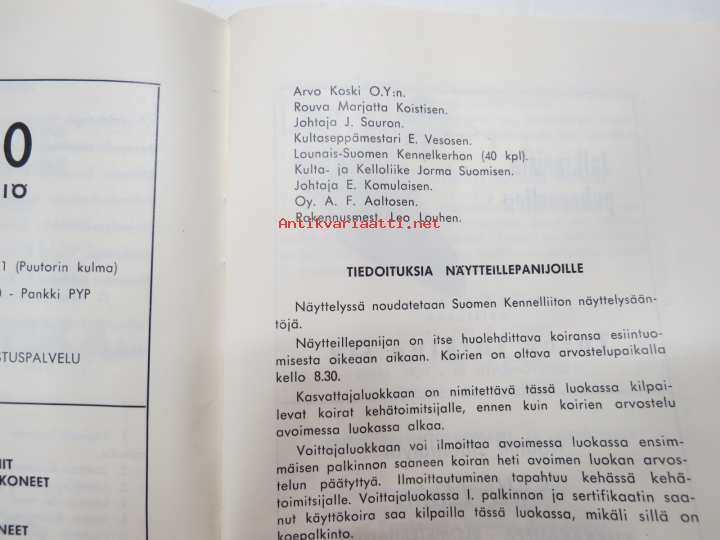 0
IÖ
1 (Puutorin kulma)
- Pankki PYP
STUSPALVELU
NIT
KONEET
NEET
Arvo Koski O.Y:n.
Rouva Marjatta Koistisen.
Johtaja J. Sauron.
Kultaseppämestari E. Vesosen.
Lounais-Suomen Kennelkerhon (40 kpl).
Kulta- ja Kelloliike Jorma Suomisen.
Johtaja E. Komulaisen.
Oy. A. F. Aaltosen.
Rakennusmest. Leo Louhen.
Antikvariaatti.net
TIEDOITUKSIA NÄYTTEILLEPANIJOILLE
Näyttelyssä noudatetaan Suomen Kennelliiton näyttelysään-
töjä.
Näytteillepanijan on itse huolehdittava koiransa esiintuo-
misesta oikeaan aikaan. Koirien on oltava arvostelupaikalla
kello 8.30.
Kasvattajaluokkaan on nimitettävä tässä luokassa kilpai-
levat koirat kehätoimitsijalle, ennen kuin koirien arvostelu
avoimessa luokassa alkaa.
Voittajaluokkaan voi ilmoittaa avoimessa luokassa ensim-
mäisen palkinnon saaneen koiran heti avoimen luokan arvos-
telun päätyttyä. Ilmoittautuminen tapahtuu kehässä kehä-
toimitsijalle. Voittajaluokassa I. palkinnon ja sertifikaatin saa-
nut käyttökoira saa kilpailla tässä luokassa, mikäli sillä on
koepalkinto.